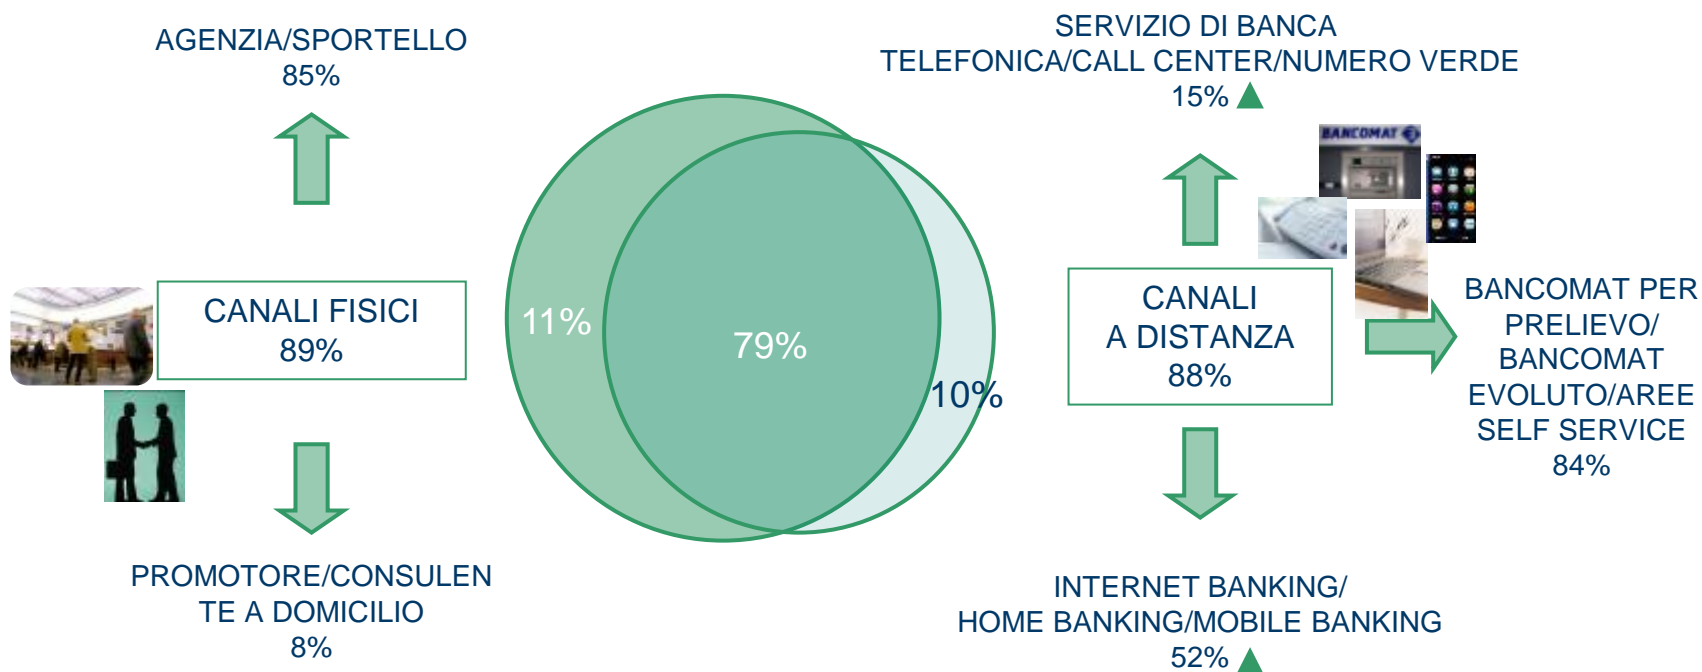 AGENZIA/SPORTELLO
85%
SERVIZIO DI BANCA
TELEFONICA/CALL CENTER/NUMERO VERDE
15%
BANCOMAT
CANALI FISICI
89%
11%
79%
10%
CANALI
A DISTANZA
88%
BANCOMAT PER
PRELIEVO/
BANCOMAT
EVOLUTO/AREE
SELF SERVICE
84%
PROMOTORE/CONSULEN
TE A DOMICILIO
8%
INTERNET BANKING/
HOME BANKING/MOBILE BANKING
52%